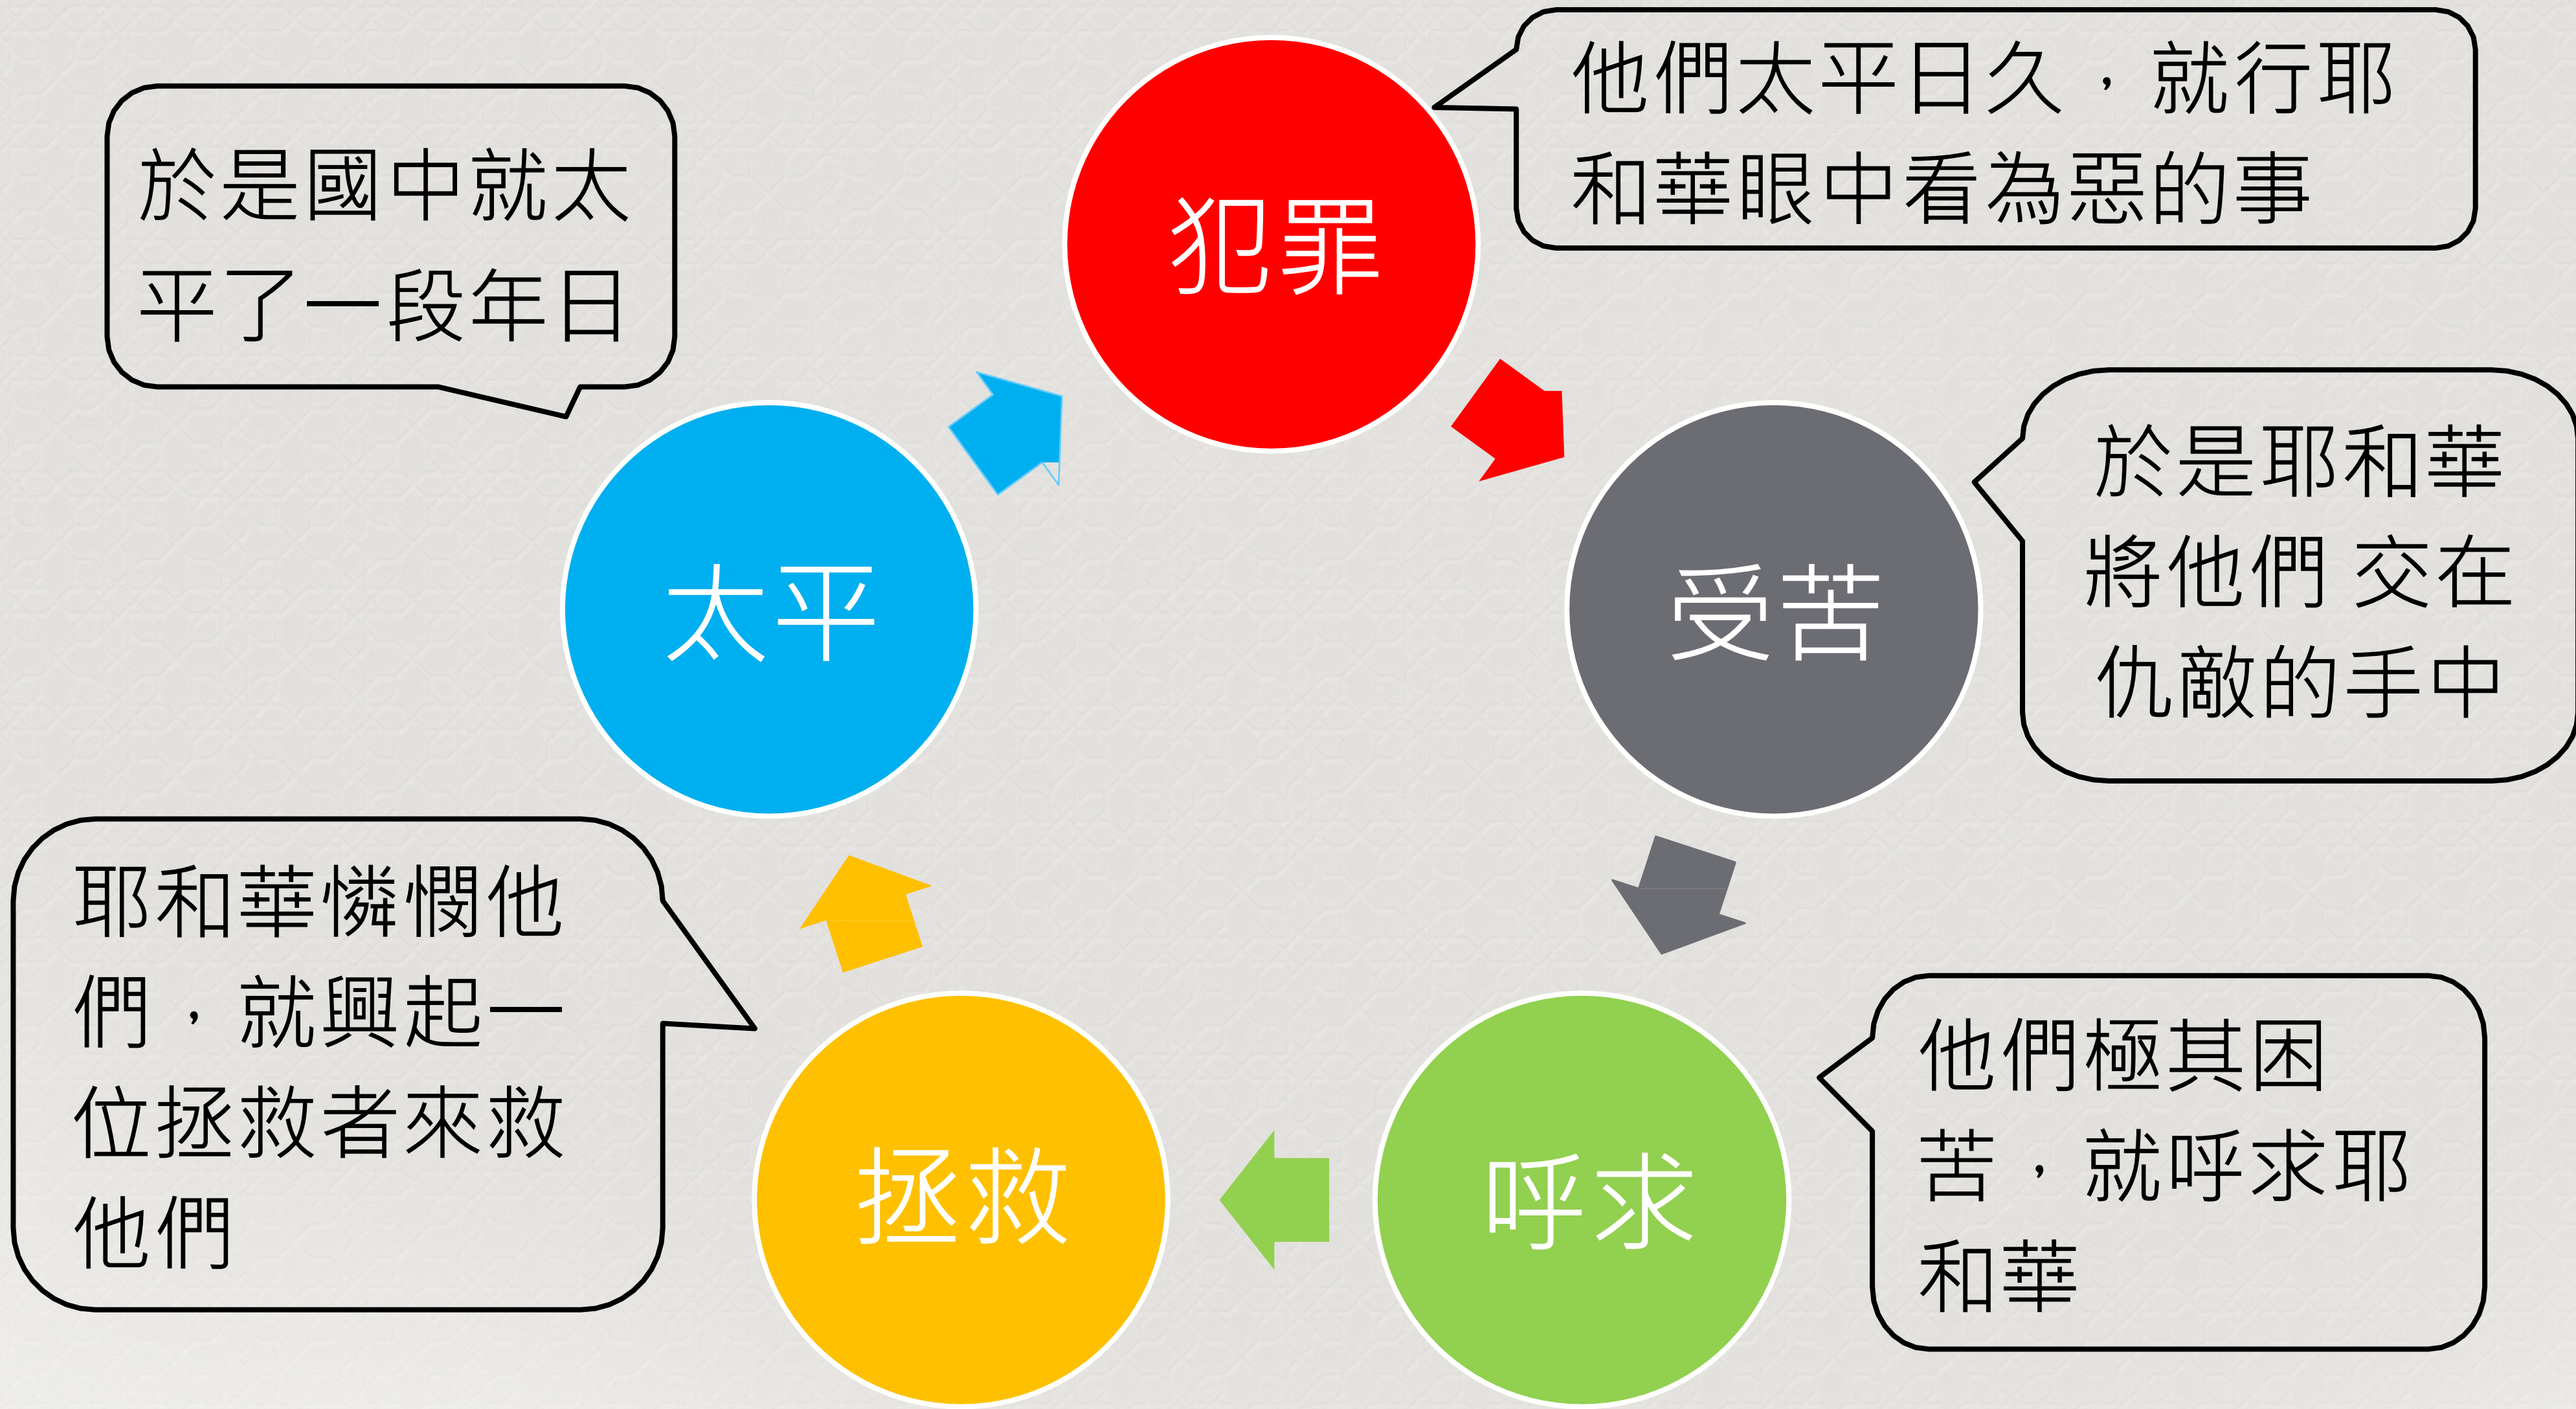 犯罪
他們太平日久，就行耶
和華眼中看為惡的事
受苦
於是耶和華
將他們 交在
仇敵的手中
呼求
他們極其困
苦，就呼求耶
和華
拯救
耶和華憐憫他
們，就興起一
位拯救者來救
他們
太平
於是國中就太
平了一段年日